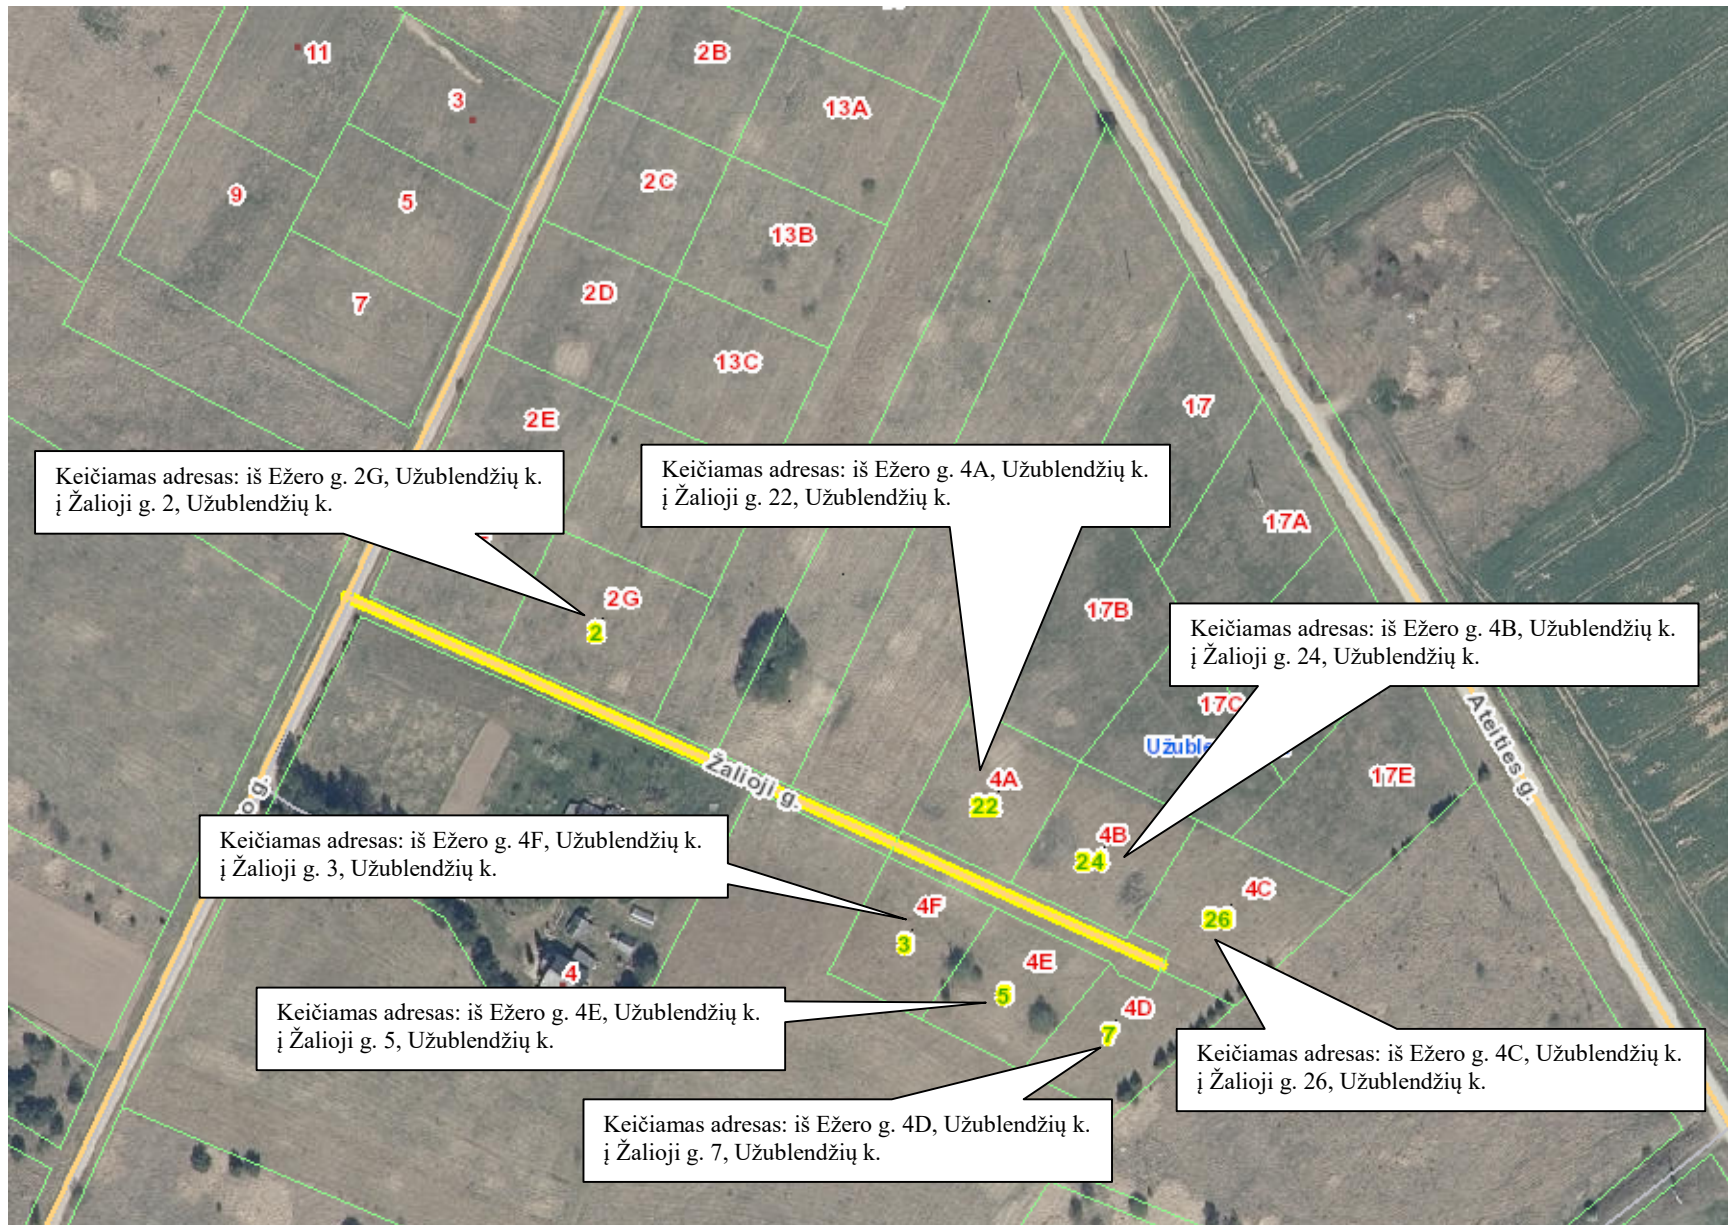 11
3
2B
13A
9
5
2C
13B
7
2D
13C
2E
17
Keičiamas adresas: iš Ežero g. 2G, Užublendžių k.
į Žalioji g. 2, Užublendžių k.
Keičiamas adresas: iš Ežero g. 4A, Užublendžių k.
į Žalioji g. 22, Užublendžių k.
17A
2G
2
17B
Keičiamas adresas: iš Ežero g. 4B, Užublendžių k.
į Žalioji g. 24, Užublendžių k.
17C
Užuble
Ateities g.
Žalioji g.
4A
22
17E
o g.
Keičiamas adresas: iš Ežero g. 4F, Užublendžių k.
į Žalioji g. 3, Užublendžių k.
4B
24
4F
3
4C
26
4
4E
5
Keičiamas adresas: iš Ežero g. 4E, Užublendžių k.
į Žalioji g. 5, Užublendžių k.
4D
7
Keičiamas adresas: iš Ežero g. 4C, Užublendžių k.
į Žalioji g. 26, Užublendžių k.
Keičiamas adresas: iš Ežero g. 4D, Užublendžių k.
į Žalioji g. 7, Užublendžių k.